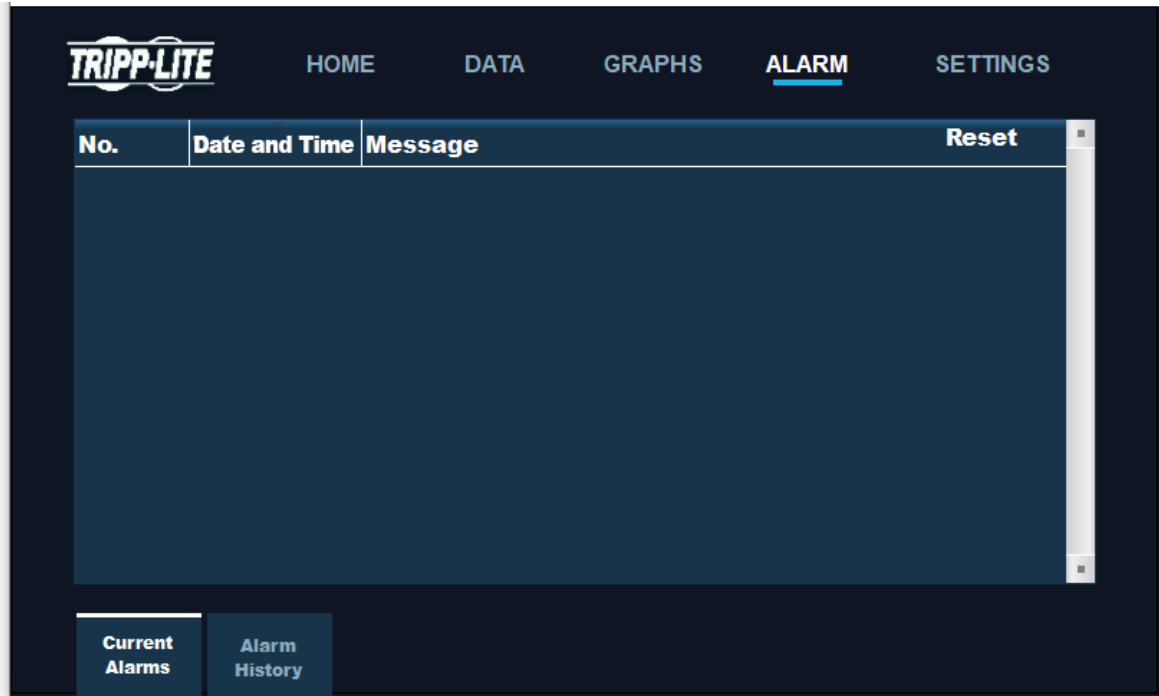 TRIPP·LITE HOME DATA GRAPHS ALARM SETTINGS
No. Date and Time Message Reset
Current Alarm
Alarms History